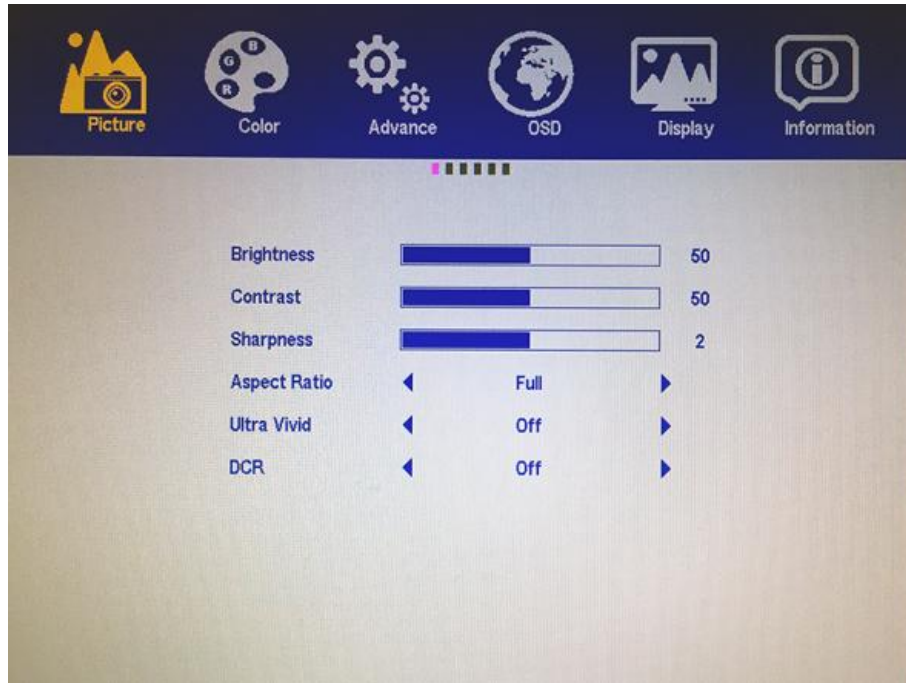 B
G
R
Picture Color Advance OSD Display Information
Brightness 50
Contrast 50
Sharpness 2
Aspect Ratio Full
Ultra Vivid Off
DCR Off